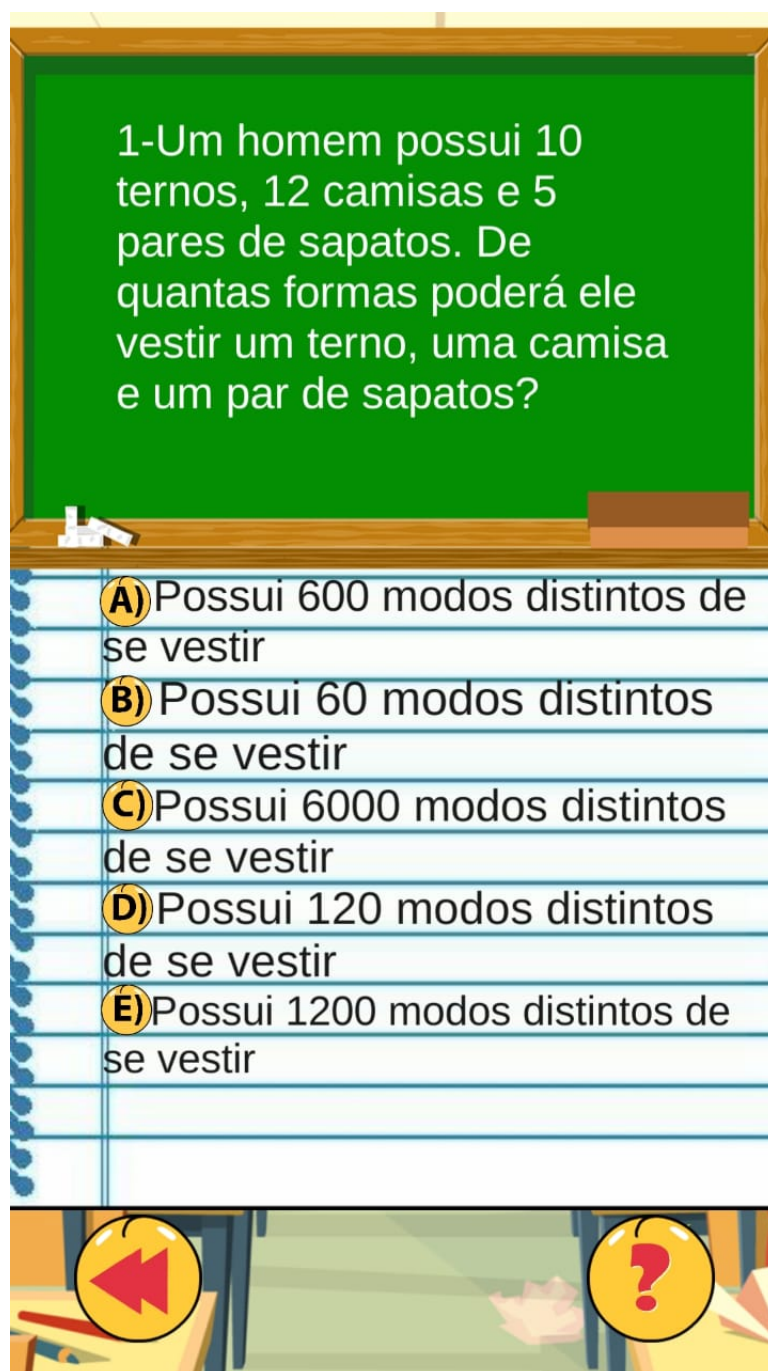 1-Um homem possui 10
ternos, 12 camisas e 5
pares de sapatos. De
quantas formas poderá ele
vestir um terno, uma camisa
e um par de sapatos?
A) Possui 600 modos distintos de
se vestir
B) Possui 60 modos distintos
de se vestir
C) Possui 6000 modos distintos
de se vestir
D) Possui 120 modos distintos
de se vestir
E) Possui 1200 modos distintos de
se vestir
?